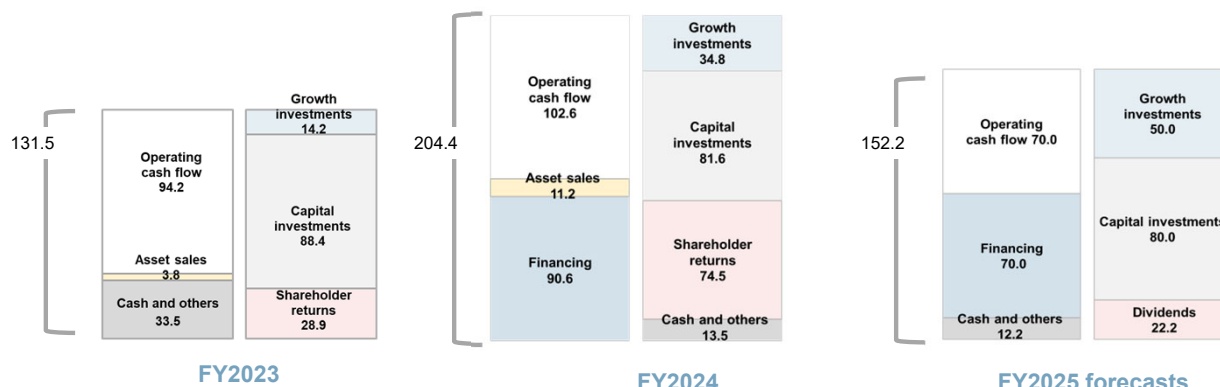 131.5
Operating
cash flow
94.2
Asset sales
3.8
Cash and others
33.5
Growth
investments
14.2
Capital
investments
88.4
Shareholder
returns
28.9
FY2023
204.4
Operating
cash flow
102.6
Asset sales
11.2
Financing
90.6
Growth
investments
34.8
Capital
investments
81.6
Shareholder
returns
74.5
Cash and others
13.5
FY2024
152.2
Operating
cash flow 70.0
Financing
70.0
Cash and others
12.2
Growth
investments
50.0
Capital investments
80.0
Dividends
22.2
FY2025 forecasts